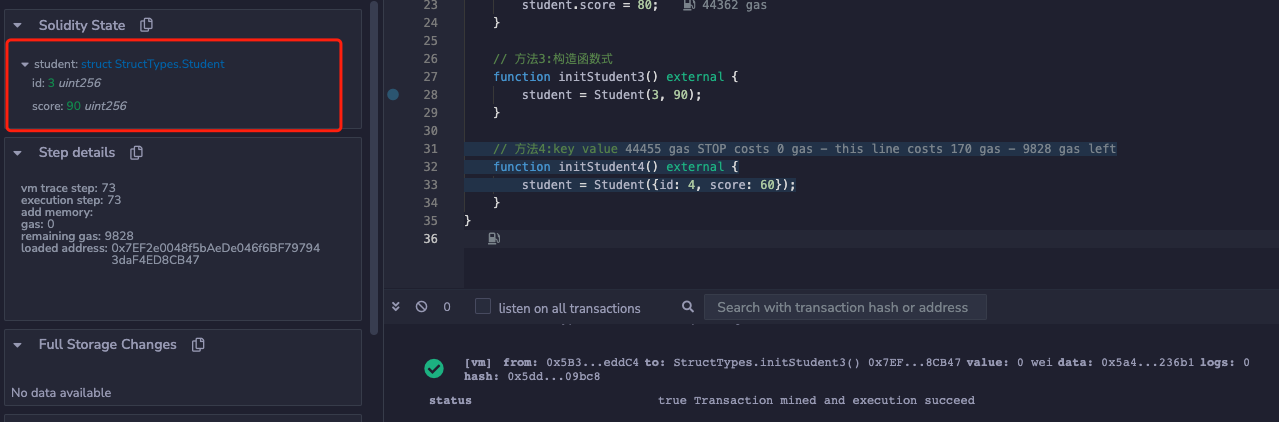 Solidity State
student: struct StructTypes.Student
id: 3 uint256
score: 90 uint256
Step details
vm trace step: 73
execution step: 73
add memory:
gas: 0
remaining gas: 9828
loaded address: 0x7EF2e0048f5bAeDe046f6BF79794
3daF4ED8CB47
Full Storage Changes
No data available
23 student.score = 80; 44362 gas
24 }
25
26 // 方法3:构造函数式
27 function initStudent3() external {
28 student = Student(3, 90);
29 }
30
31 // 方法4:key value 44455 gas STOP costs 0 gas - this line costs 170 gas - 9828 gas left
32 function initStudent4() external {
33 student = Student({id: 4, score: 60});
34 }
35 }
36
0 listen on all transactions Search with transaction hash or address
[vm] from: 0x5B3...eddC4 to: StructTypes.initStudent3() 0x7EF...8CB47 value: 0 wei data: 0x5a4...236b1 logs: 0
hash: 0x5dd...09bc8
status true Transaction mined and execution succeed